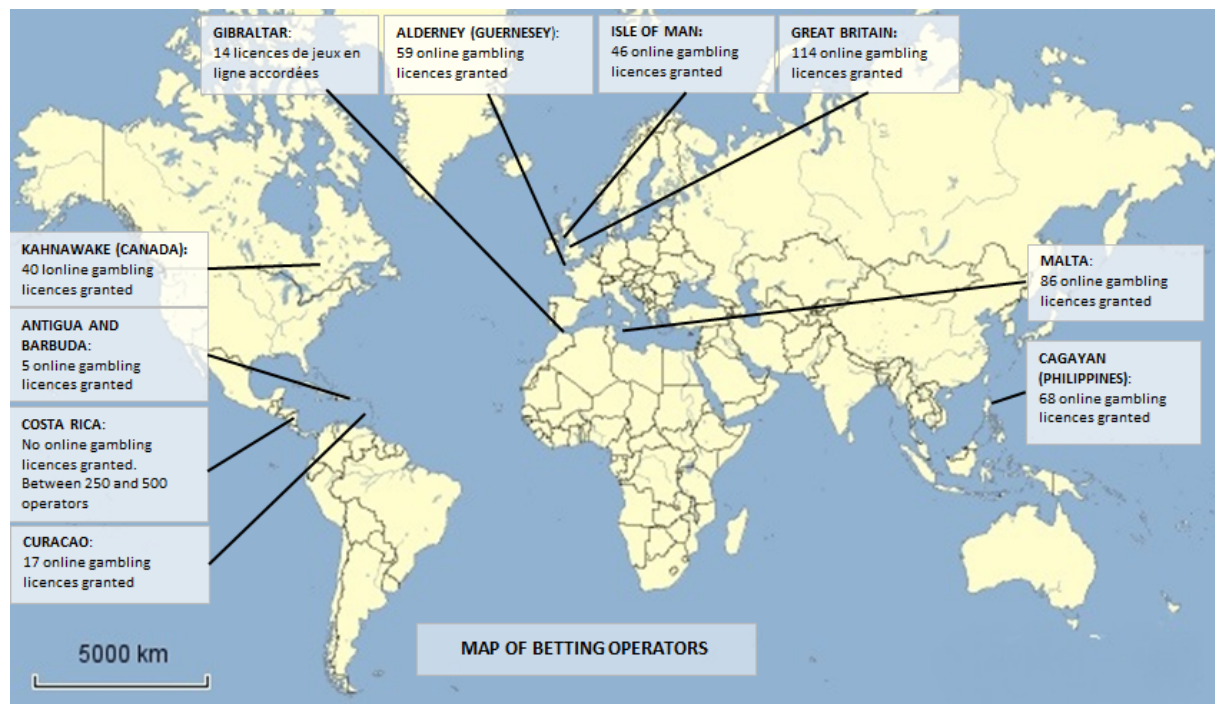 GIBRALTAR:
14 licences de jeux en
ligne accordées
ALDERNEY (GUERNESEY):
59 online gambling
licences granted
ISLE OF MAN:
46 online gambling
licences granted
GREAT BRITAIN:
114 online gambling
licences granted
KAHNAWAKE (CANADA):
40 lonline gambling
licences granted
ANTIGUA AND
BARBUDA:
5 online gambling
licences granted
COSTA RICA:
No online gambling
licences granted.
Between 250 and 500
operators
CURACAO:
17 online gambling
licences granted
MALTA:
86 online gambling
licences granted
CAGAYAN
(PHILIPPINES):
68 online gambling
licences granted
5000 km
MAP OF BETTING OPERATORS